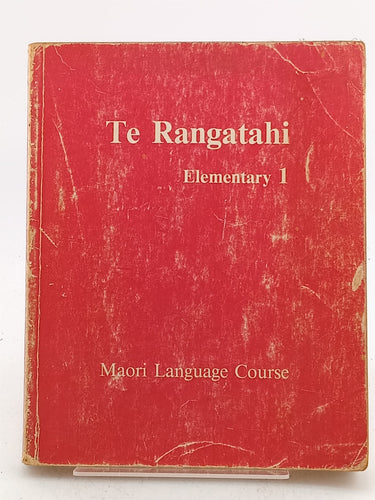 Te Rangatahi
Elementary 1
Maori Language Course